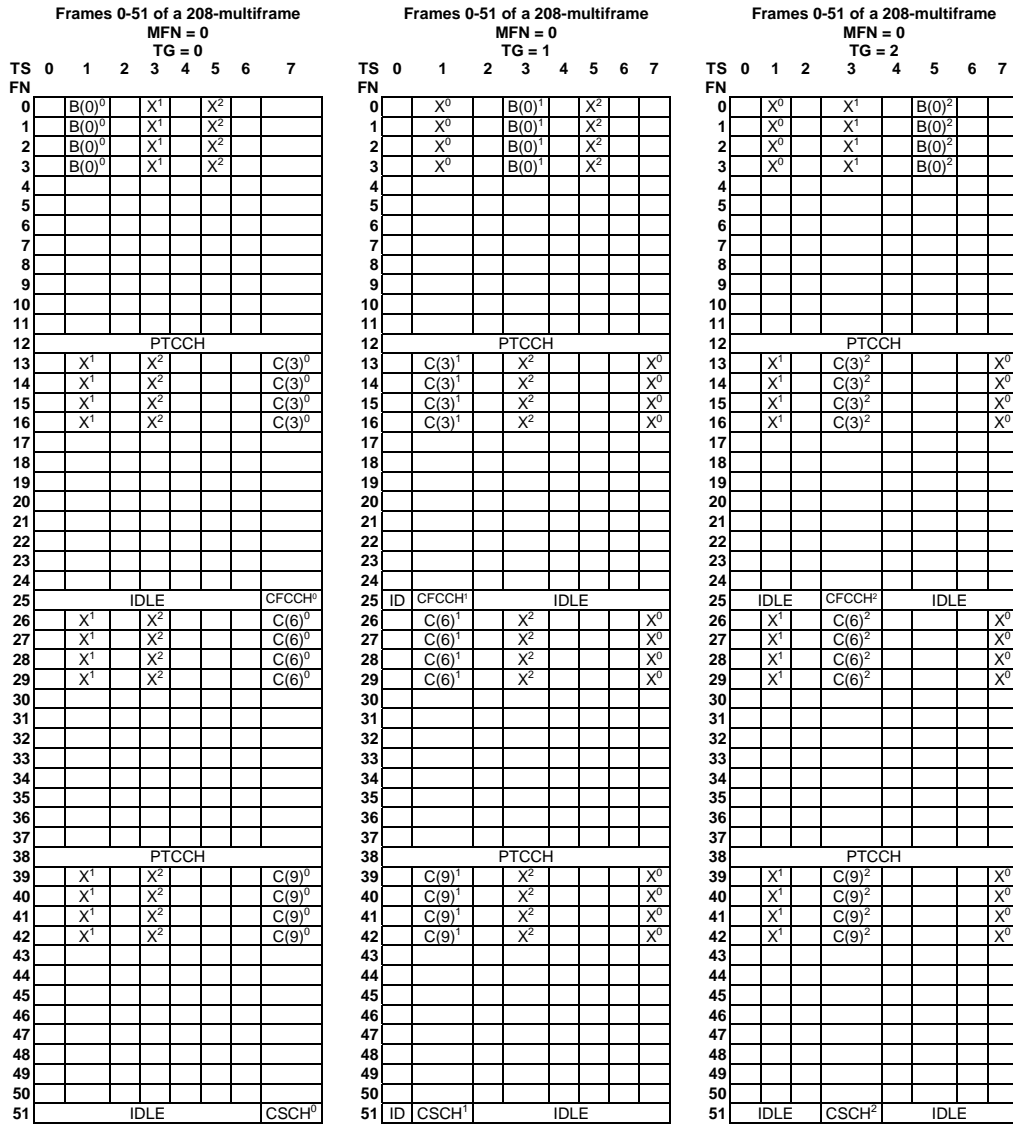 Frames 0-51 of a 208-multiframe
MFN = 0
TG = 0
TS 0 1 2 3 4 5 6 7
FN
0 B(0)⁰ X¹ X²
1 B(0)⁰ X¹ X²
2 B(0)⁰ X¹ X²
3 B(0)⁰ X¹ X²
4
5
6
7
8
9
10
11
12 PTCCH
13 X¹ X² C(3)⁰
14 X¹ X² C(3)⁰
15 X¹ X² C(3)⁰
16 X¹ X² C(3)⁰
17
18
19
20
21
22
23
24
25 IDLE CFCCH⁰
26 X¹ X² C(6)⁰
27 X¹ X² C(6)⁰
28 X¹ X² C(6)⁰
29 X¹ X² C(6)⁰
30
31
32
33
34
35
36
37
38 PTCCH
39 X¹ X² C(9)⁰
40 X¹ X² C(9)⁰
41 X¹ X² C(9)⁰
42 X¹ X² C(9)⁰
43
44
45
46
47
48
49
50
51 IDLE CSCH⁰
Frames 0-51 of a 208-multiframe
MFN = 0
TG = 1
TS 0 1 2 3 4 5 6 7
FN
0 X⁰ B(0)¹ X²
1 X⁰ B(0)¹ X²
2 X⁰ B(0)¹ X²
3 X⁰ B(0)¹ X²
4
5
6
7
8
9
10
11
12 PTCCH
13 C(3)¹ X² X⁰
14 C(3)¹ X² X⁰
15 C(3)¹ X² X⁰
16 C(3)¹ X² X⁰
17
18
19
20
21
22
23
24
25 ID CFCCH¹ IDLE
26 C(6)¹ X² X⁰
27 C(6)¹ X² X⁰
28 C(6)¹ X² X⁰
29 C(6)¹ X² X⁰
30
31
32
33
34
35
36
37
38 PTCCH
39 C(9)¹ X² X⁰
40 C(9)¹ X² X⁰
41 C(9)¹ X² X⁰
42 C(9)¹ X² X⁰
43
44
45
46
47
48
49
50
51 ID CSCH¹ IDLE
Frames 0-51 of a 208-multiframe
MFN = 0
TG = 2
TS 0 1 2 3 4 5 6 7
FN
0 X⁰ X¹ B(0)²
1 X⁰ X¹ B(0)²
2 X⁰ X¹ B(0)²
3 X⁰ X¹ B(0)²
4
5
6
7
8
9
10
11
12 PTCCH
13 X¹ C(3)² X⁰
14 X¹ C(3)² X⁰
15 X¹ C(3)² X⁰
16 X¹ C(3)² X⁰
17
18
19
20
21
22
23
24
25 IDLE CFCCH² IDLE
26 X¹ C(6)² X⁰
27 X¹ C(6)² X⁰
28 X¹ C(6)² X⁰
29 X¹ C(6)² X⁰
30
31
32
33
34
35
36
37
38 PTCCH
39 X¹ C(9)² X⁰
40 X¹ C(9)² X⁰
41 X¹ C(9)² X⁰
42 X¹ C(9)² X⁰
43
44
45
46
47
48
49
50
51 IDLE CSCH² IDLE